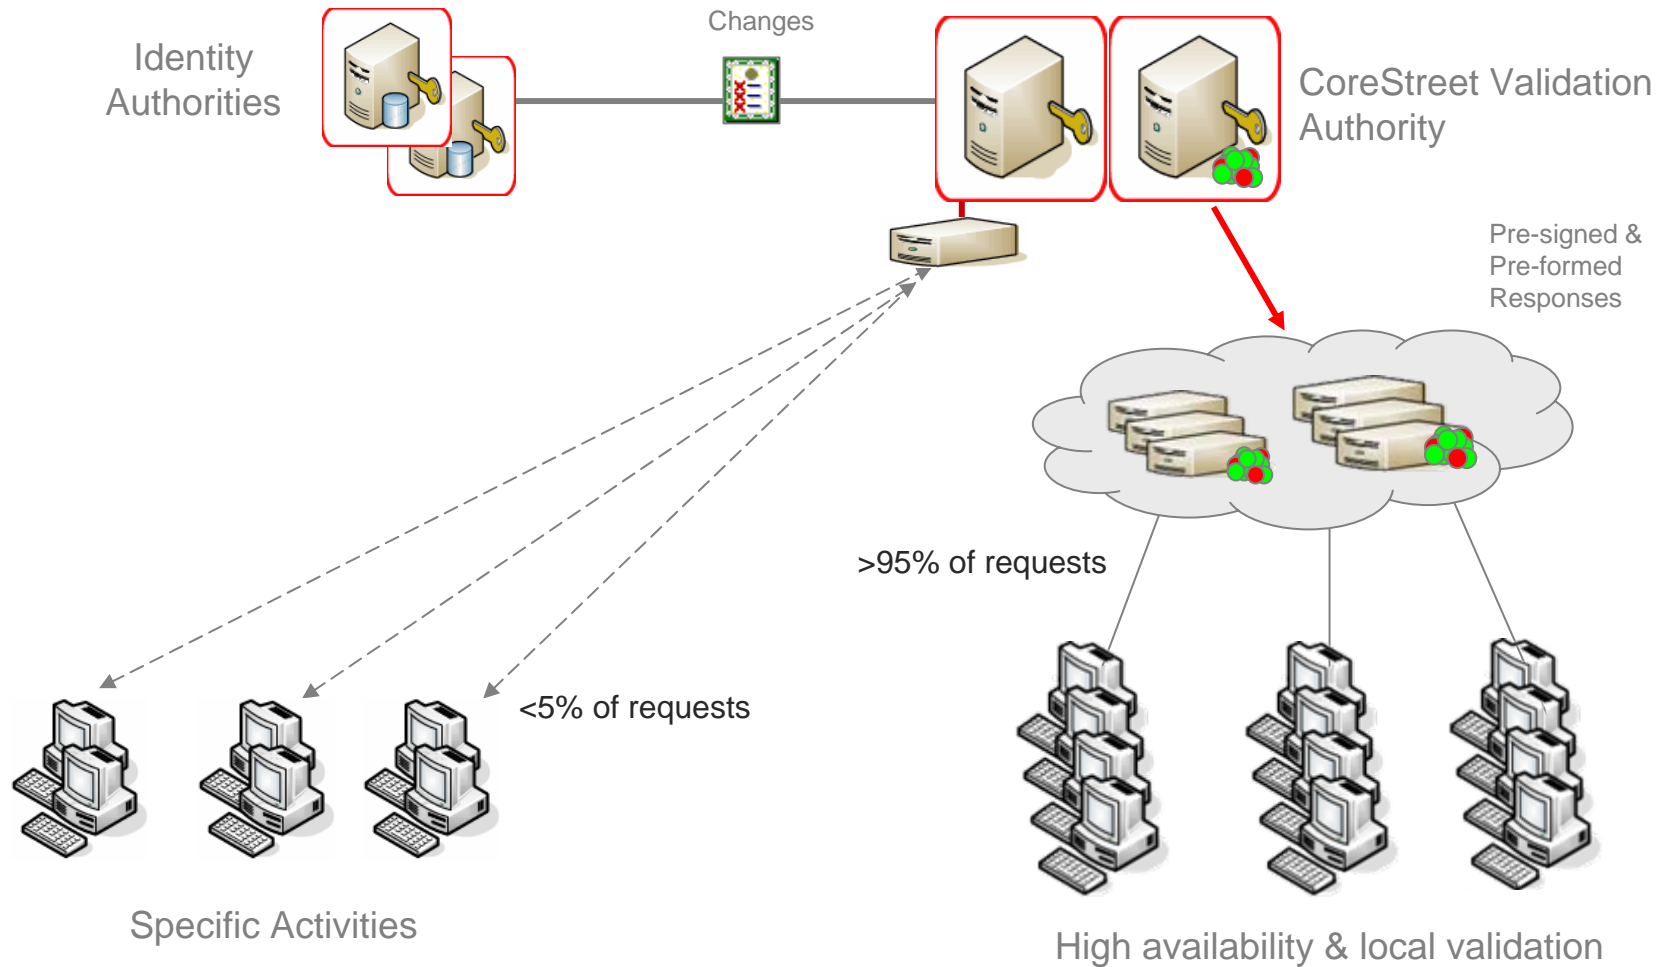 Changes
Identity
Authorities
CoreStreet Validation
Authority
Pre-signed &
Pre-formed
Responses
>95% of requests
<5% of requests
Specific Activities
High availability & local validation